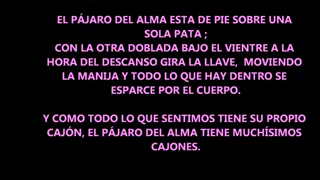 EL PÁJARO DEL ALMA ESTA DE PIE SOBRE UNA
SOLA PATA ;
CON LA OTRA DOBLADA BAJO EL VIENTRE A LA
HORA DEL DESCANSO GIRA LA LLAVE, MOVIENDO
LA MANIJA Y TODO LO QUE HAY DENTRO SE
ESPARCE POR EL CUERPO.
Y COMO TODO LO QUE SENTIMOS TIENE SU PROPIO
CAJÓN, EL PÁJARO DEL ALMA TIENE MUCHÍSIMOS
CAJONES.